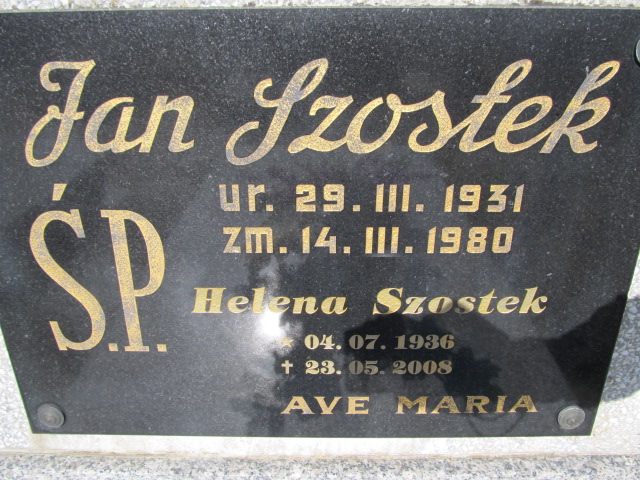 Jan Szostek
ur. 29. III. 1931
zm. 14. III. 1980
Ś.P.
Helena Szostek
* 04. 07. 1936
† 23. 05. 2008
AVE MARIA